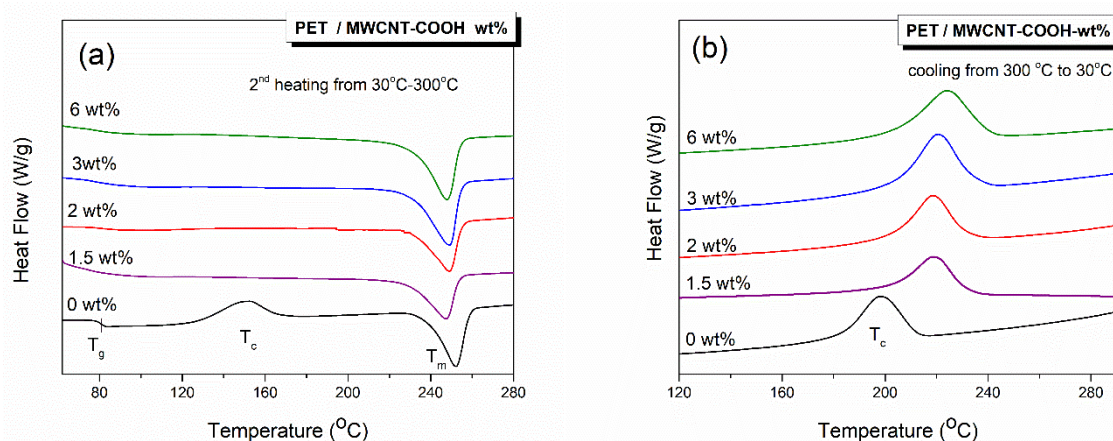 PET / MWCNT-COOH wt%
(a)
2nd heating from 30°C-300°C
6 wt%
3wt%
2 wt%
1.5 wt%
0 wt%
Tg
Tc
Tm
Heat Flow (W/g)
80 120 160 200 240 280
Temperature (°C)
PET / MWCNT-COOH-wt%
(b)
cooling from 300 °C to 30°C
6 wt%
3 wt%
2 wt%
1.5 wt%
0 wt%
Tc
Heat Flow (W/g)
120 160 200 240 280
Temperature (°C)